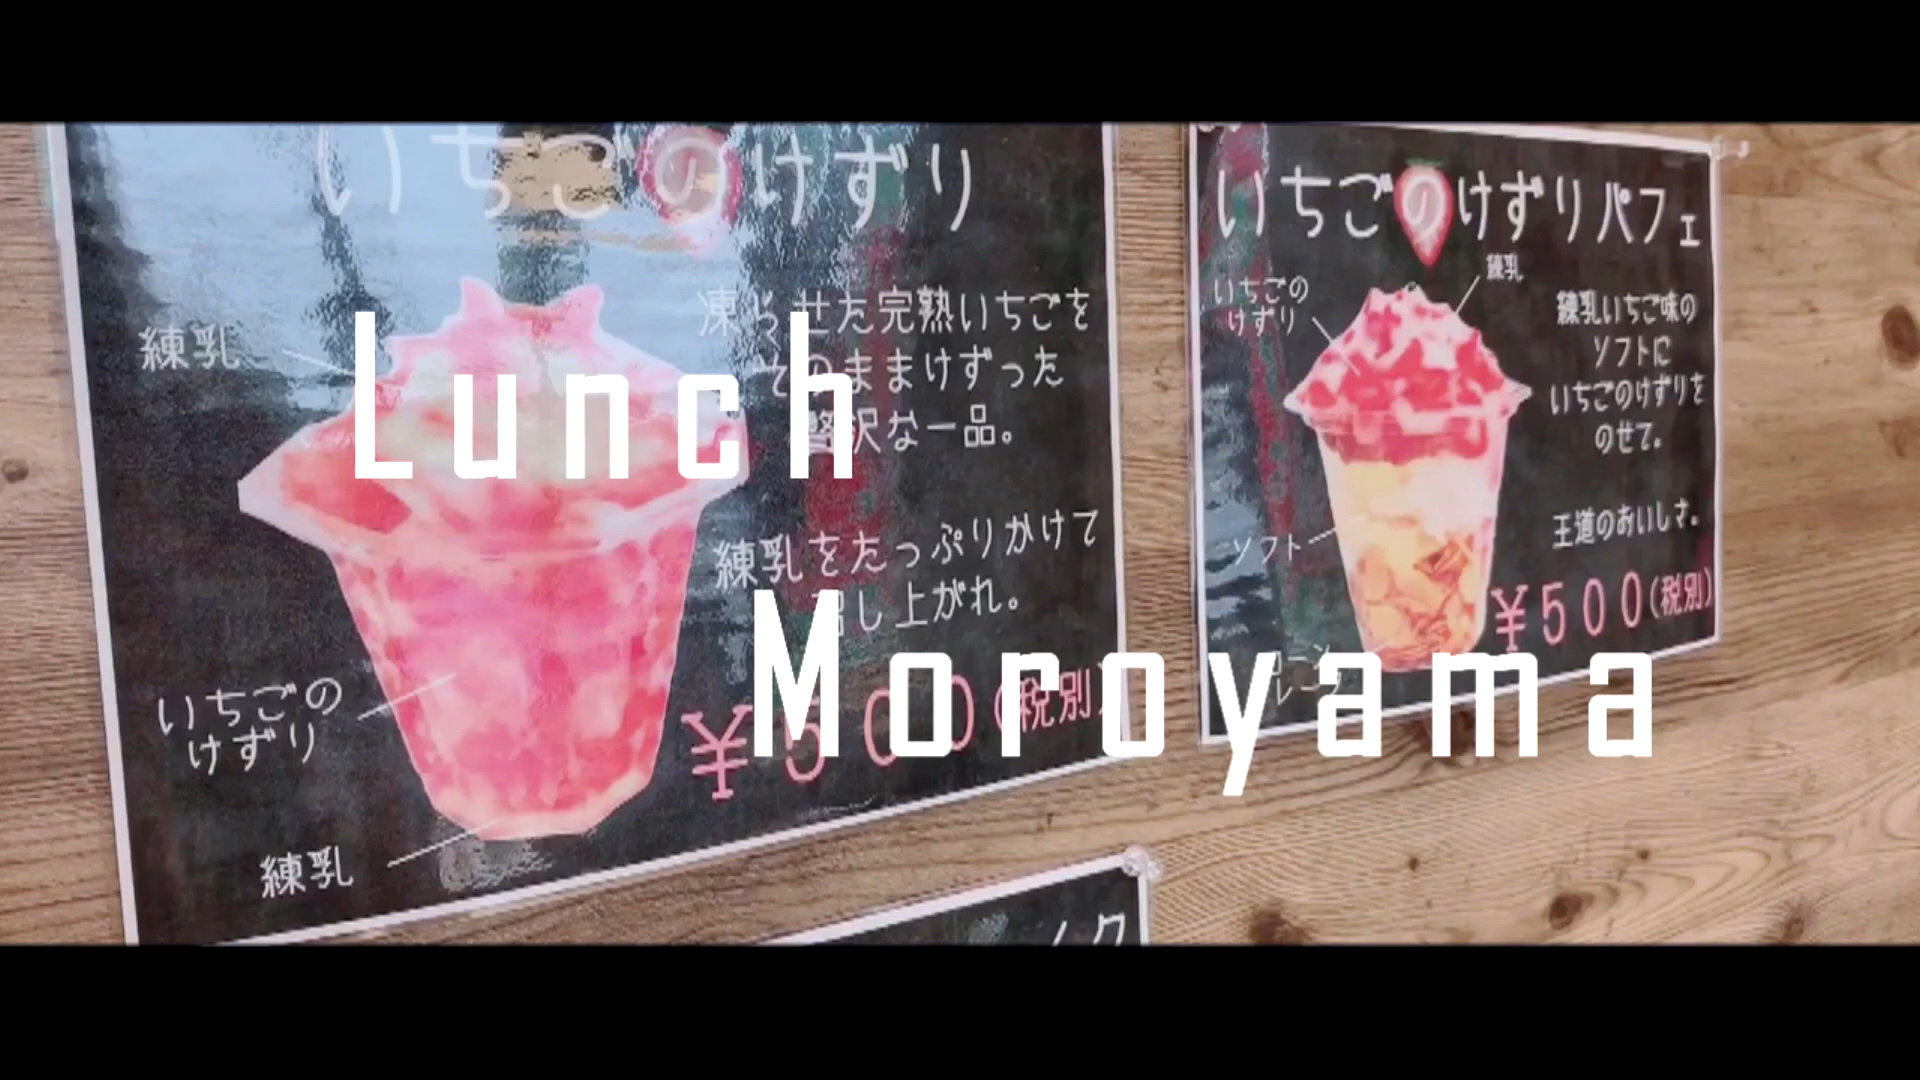 いちごのけずり
練乳
凍らせた完熟いちごを
そのままけずった
贅沢な一品。
練乳をたっぷりかけて
召し上がれ。
いちごの
けずり
練乳
¥500(税別)
いちごのけずりパフェ
練乳
いちごの
けずり
練乳いちご味の
ソフトに
いちごのけずりを
のせて。
王道のおいしさ。
ソフト
¥500(税別)
Lunch
Moroyama